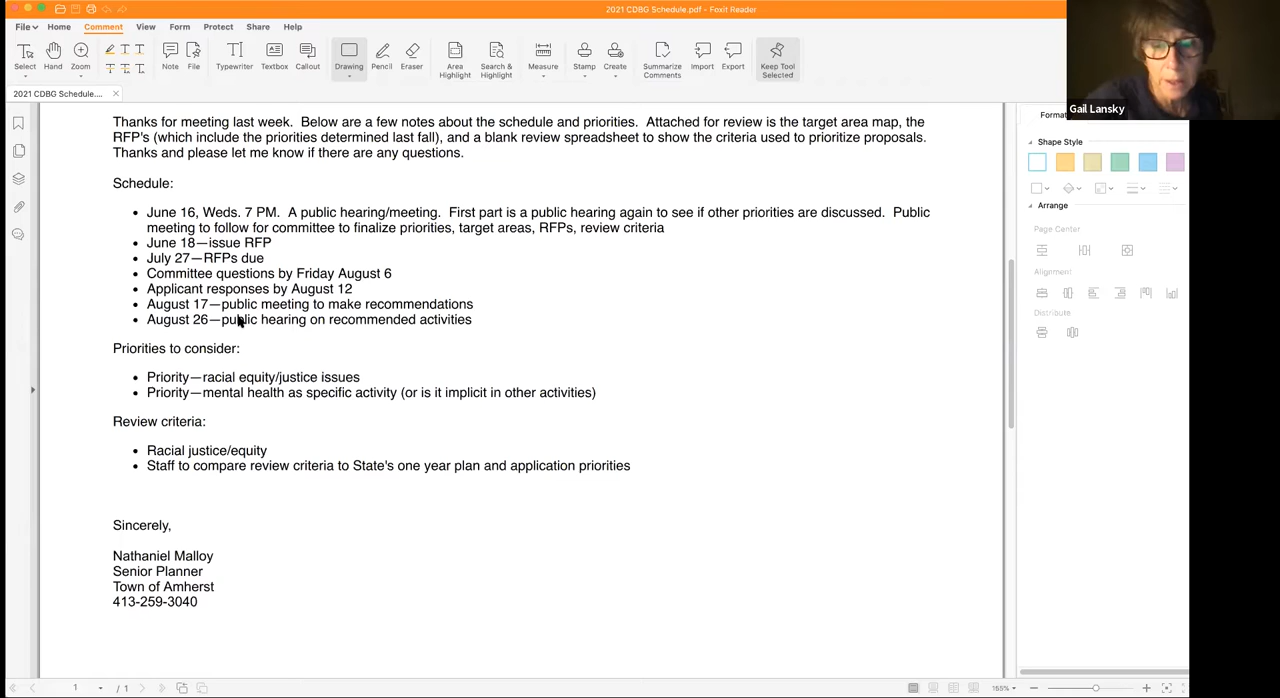 2021 CDBG Schedule.pdf - Foxit Reader
File Home Comment View Form Protect Share Help
Select Hand Zoom Note File Typewriter Textbox Callout Drawing Pencil Eraser Area Highlight Search & Highlight Measure Stamp Create Summarize Comments Import Export Keep Tool Selected
2021 CDBG Schedule....
Gail Lansky
Thanks for meeting last week. Below are a few nots about the schedule and priorities. Attached for review is the target area map, the
RFP's (which include the priorities determined last fall), and a blank review spreadsheet to show the criteria used to prioritize proposals.
Thanks and please let me know if there are any questions.
Schedule:
• June 16, Weds. 7 PM. A public hearing/meeting. First part is a public hearing again to see if other priorities are discussed. Public
meeting to follow for committee to finalize priorities, target areas, RFPs, review criteria
• June 18—issue RFP
• July 27—RFPs due
• Committee questions by Friday August 6
• Applicant responses by August 12
• August 17—public meeting to make recommendations
• August 26—public hearing on recommended activities
Priorities to consider:
• Priority—racial equity/justice issues
• Priority—mental health as specific activity (or is it implicit in other activities)
Review criteria:
• Racial justice/equity
• Staff to compare review criteria to State's one year plan and application priorities
Sincerely,
Nathaniel Malloy
Senior Planner
Town of Amherst
413-259-3040
Shape Style
Arrange
Page Center
Alignment
Distribute
1 / 1
155%